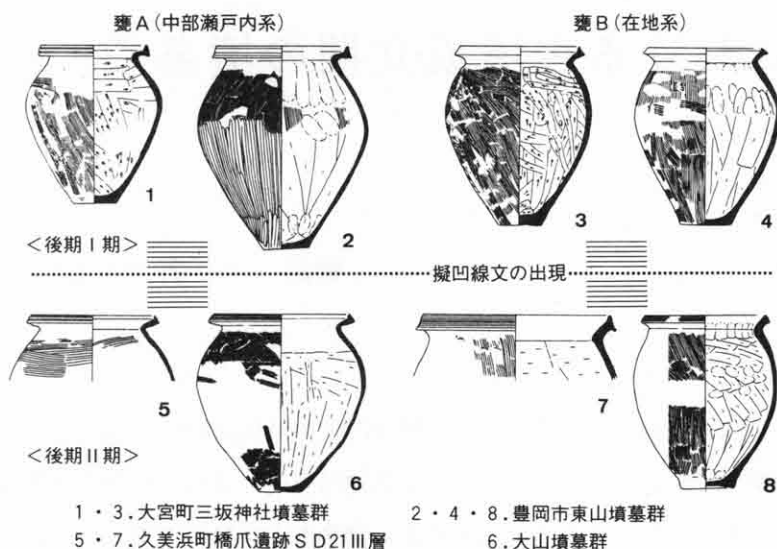 甕A(中部瀬戸内系) 甕B(在地系)
1 2 3 4
<後期Ⅰ期>
擬凹線文の出現
5 6 7 8
<後期Ⅱ期>
1・3.大宮町三坂神社墳墓群 2・4・8.豊岡市東山墳墓群
5・7.久美浜町橋爪遺跡SD21Ⅲ層 6.大山墳墓群